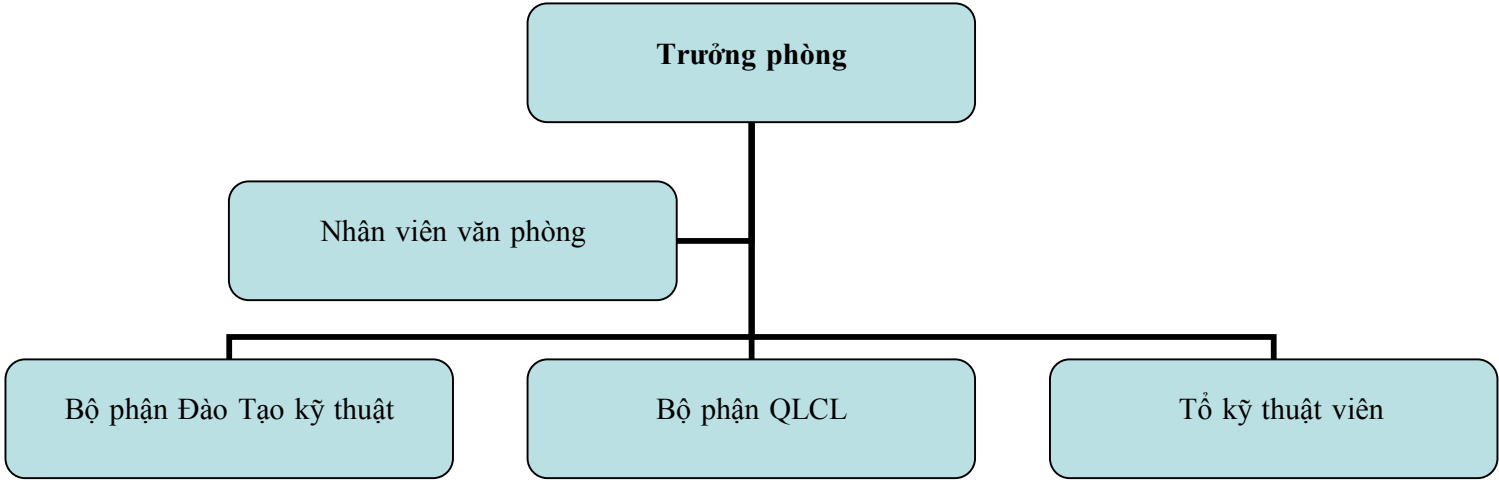 Trưởng phòng
Nhân viên văn phòng
Bộ phận Đào Tạo kỹ thuật
Bộ phận QLCL
Tổ kỹ thuật viên